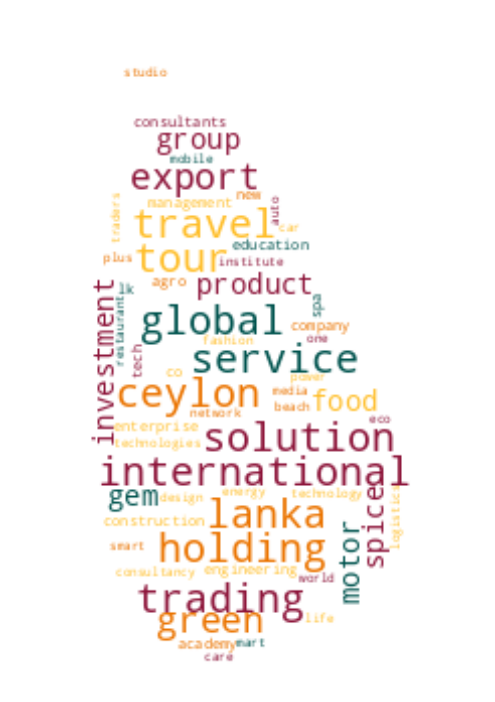 studio
consultants
group
mobile
export
new
management
traders
auto
travel
car
education
tour
plus
institute
agro
product
lk
investment
restaurant
spa
global
company
one
fashion
tech
service
co
power
ceylon
media
food
beach
network
eco
enterprise
solution
technologies
international
gem
design
energy
technology
spice
logistics
lanka
construction
motor
holding
smart
consultancy
engineering
world
trading
green
life
academy
mart
care